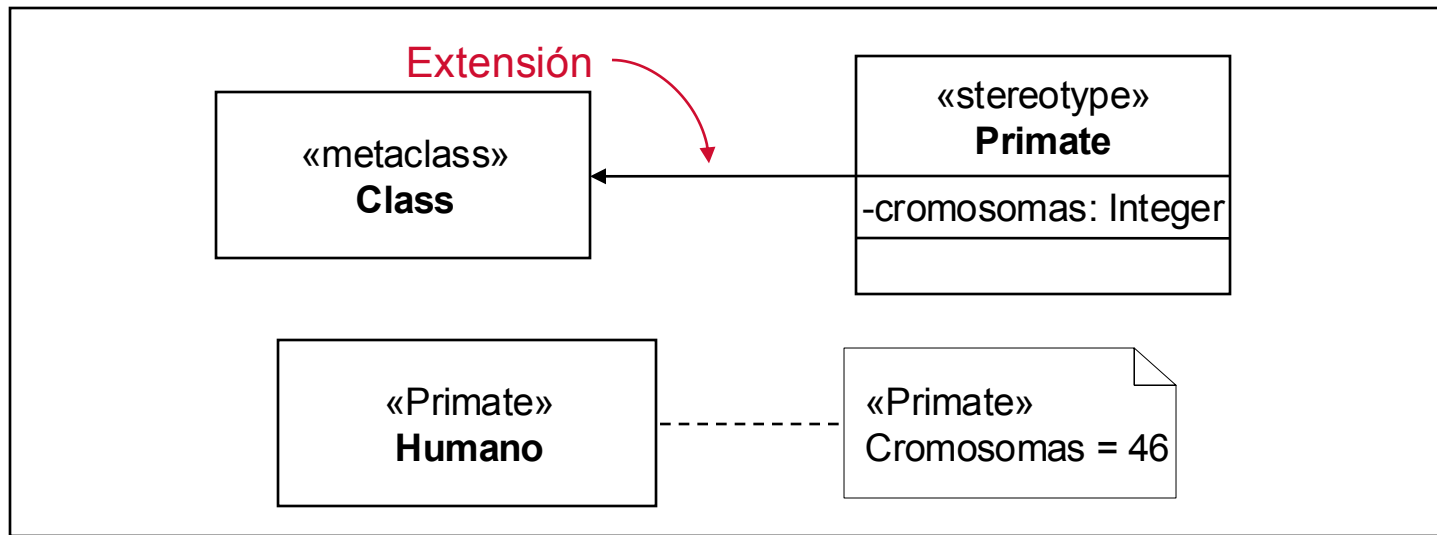 Extensión
«metaclass»
Class
«stereotype»
Primate
-cromosomas: Integer
«Primate»
Humano
«Primate»
Cromosomas = 46